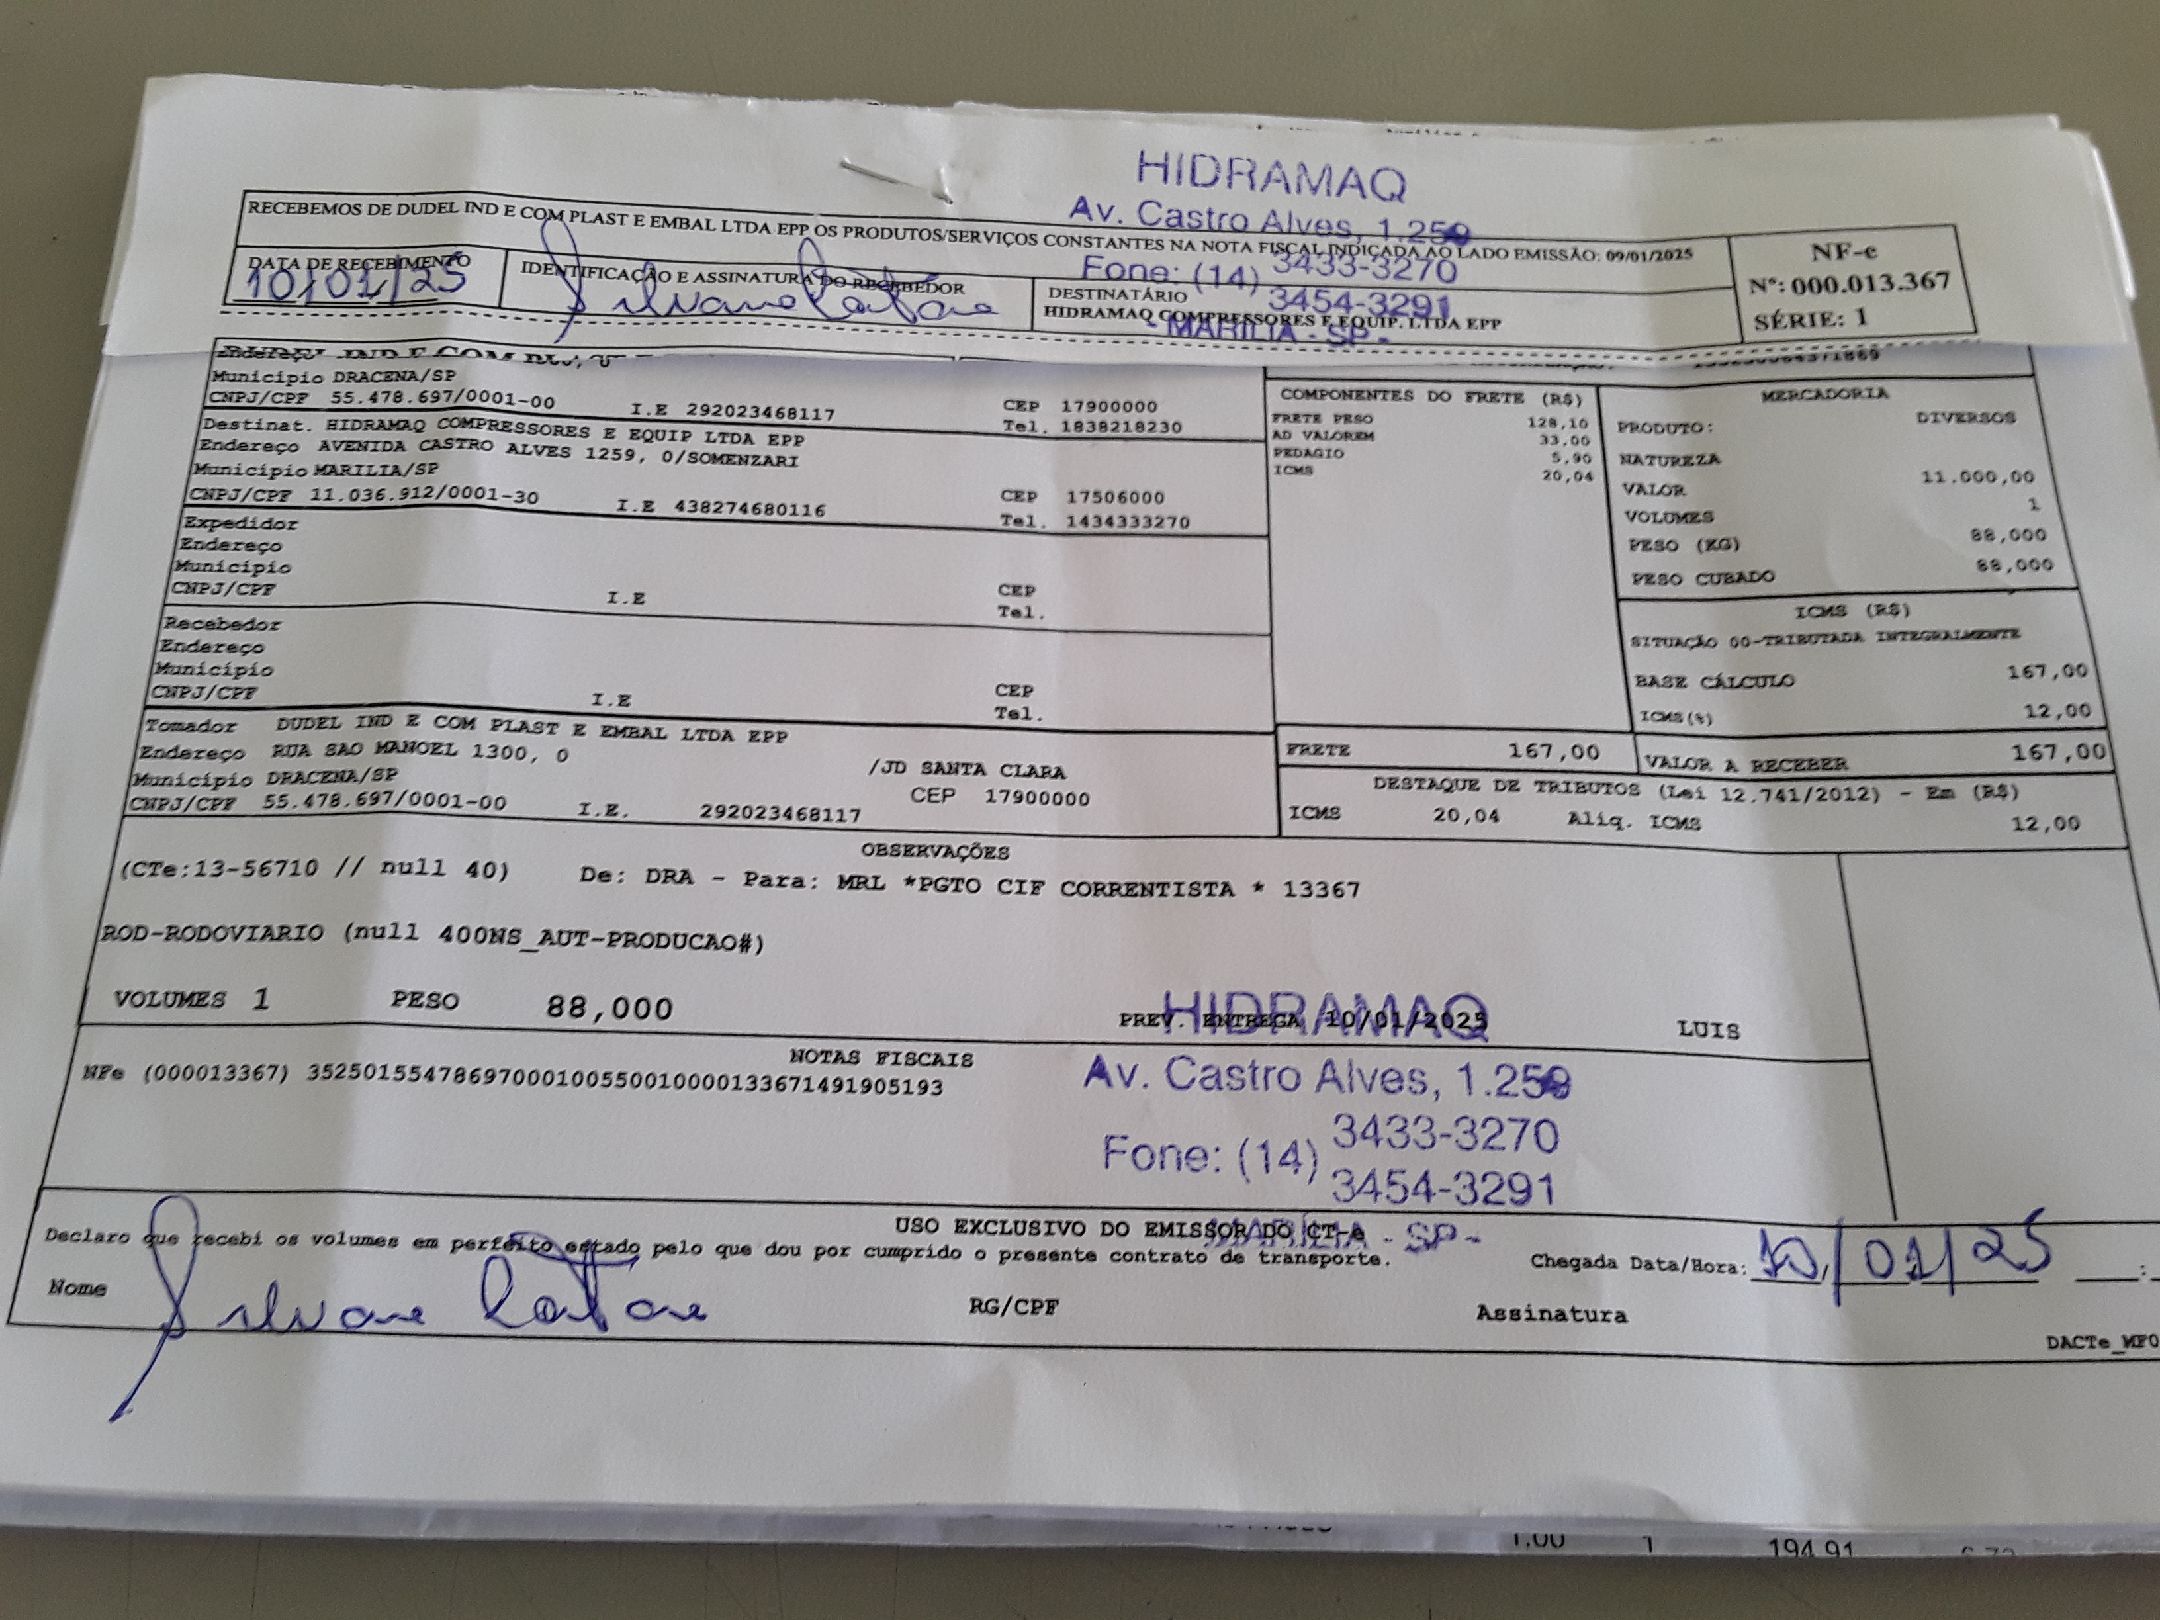 HIDRAMAQ
Av. Castro Alves, 1.259
Fone: (14) 3433-3270
3454-3291
- MARÍLIA - SP -
RECEBEMOS DE DUDEL IND E COM PLAST E EMBAL LTDA EPP OS PRODUTOS/SERVIÇOS CONSTANTES NA NOTA FISCAL INDICADA AO LADO EMISSÃO: 09/01/2025
DATA DE RECEBIMENTO
10/01/25
IDENTIFICAÇÃO E ASSINATURA DO RECEBEDOR
DESTINATÁRIO
HIDRAMAQ COMPRESSORES E EQUIP. LTDA EPP
NF-e
Nº: 000.013.367
SÉRIE: 1
Município DRACENA/SP
CNPJ/CPF 55.478.697/0001-00 I.E 292023468117 CEP 17900000
Tel. 1838218230
Destinat. HIDRAMAQ COMPRESSORES E EQUIP LTDA EPP
Endereço AVENIDA CASTRO ALVES 1259, 0/SOMENZARI
Município MARILIA/SP
CNPJ/CPF 11.036.912/0001-30 I.E 438274680116 CEP 17506000
Tel. 1434333270
Expedidor
Endereço
Município
CNPJ/CPF I.E CEP
Tel.
Recebedor
Endereço
Município
CNPJ/CPF I.E CEP
Tel.
Tomador DUDEL IND E COM PLAST E EMBAL LTDA EPP
Endereço RUA SAO MANOEL 1300, 0 /JD SANTA CLARA
Município DRACENA/SP CEP 17900000
CNPJ/CPF 55.478.697/0001-00 I.E. 292023468117
COMPONENTES DO FRETE (R$)
FRETE PESO 128,10
AD VALOREM 33,00
PEDAGIO 5,90
ICMS 20,04
MERCADORIA
PRODUTO: DIVERSOS
NATUREZA
VALOR 11.000,00
VOLUMES 1
PESO (KG) 88,000
PESO CUBADO 88,000
ICMS (R$)
SITUAÇÃO 00-TRIBUTADA INTEGRALMENTE
BASE CÁLCULO 167,00
ICMS(%) 12,00
FRETE 167,00 VALOR A RECEBER 167,00
DESTAQUE DE TRIBUTOS (Lei 12.741/2012) - Em (R$)
ICMS 20,04 Aliq. ICMS 12,00
OBSERVAÇÕES
(CTe:13-56710 // null 40) De: DRA - Para: MRL *PGTO CIF CORRENTISTA * 13367
ROD-RODOVIARIO (null 400NS_AUT-PRODUCAO#)
VOLUMES 1 PESO 88,000 PREV. ENTREGA 10/01/2025 LUIS
NOTAS FISCAIS
NFe (000013367) 35250155478697000100550010000133671491905193
HIDRAMAQ
Av. Castro Alves, 1.259
Fone: (14) 3433-3270
3454-3291
MARÍLIA - SP -
USO EXCLUSIVO DO EMISSOR DO CT-e
Declaro que recebi os volumes em perfeito estado pelo que dou por cumprido o presente contrato de transporte.
Chegada Data/Hora: 10/01/25 :
Nome RG/CPF Assinatura
1,00 1 194,91